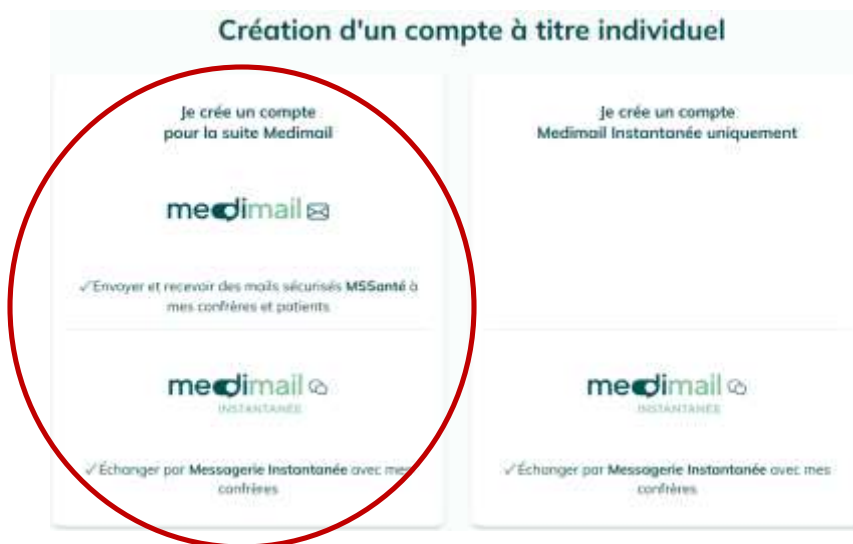 Création d'un compte à titre individuel
Je crée un compte
pour la suite Medimail
medimail
✓Envoyer et recevoir des mails sécurisés MSSanté à
mes confrères et patients
medimail
INSTANTANÉE
✓Échanger par Messagerie Instantanée avec mes
confrères
Je crée un compte
Medimail Instantanée uniquement
medimail
INSTANTANÉE
✓Échanger par Messagerie Instantanée avec mes
confrères